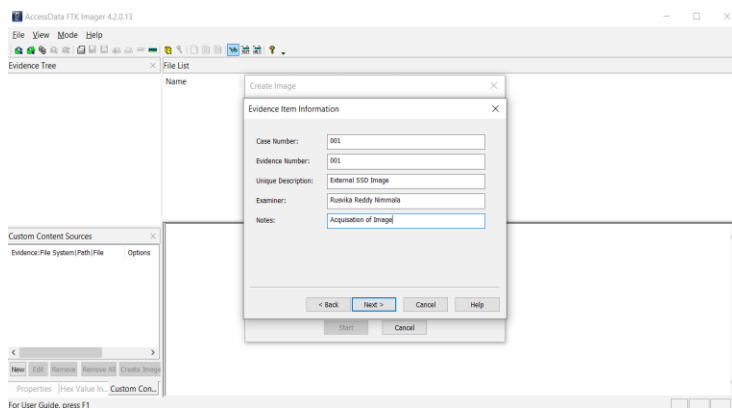 AccessData FTK Imager 4.2.0.13
File View Mode Help
Evidence Tree
File List
Name
Create Image
Evidence Item Information
Case Number: 001
Evidence Number: 001
Unique Description: External SSD Image
Examiner: Rusvika Reddy Nimmala
Notes: Acquisation of Image
< Back Next > Cancel Help
Start Cancel
Custom Content Sources
Evidence:File System|Path|File Options
New Edit Remove Remove All Create Image
Properties Hex Value In... Custom Con...
For User Guide, press F1